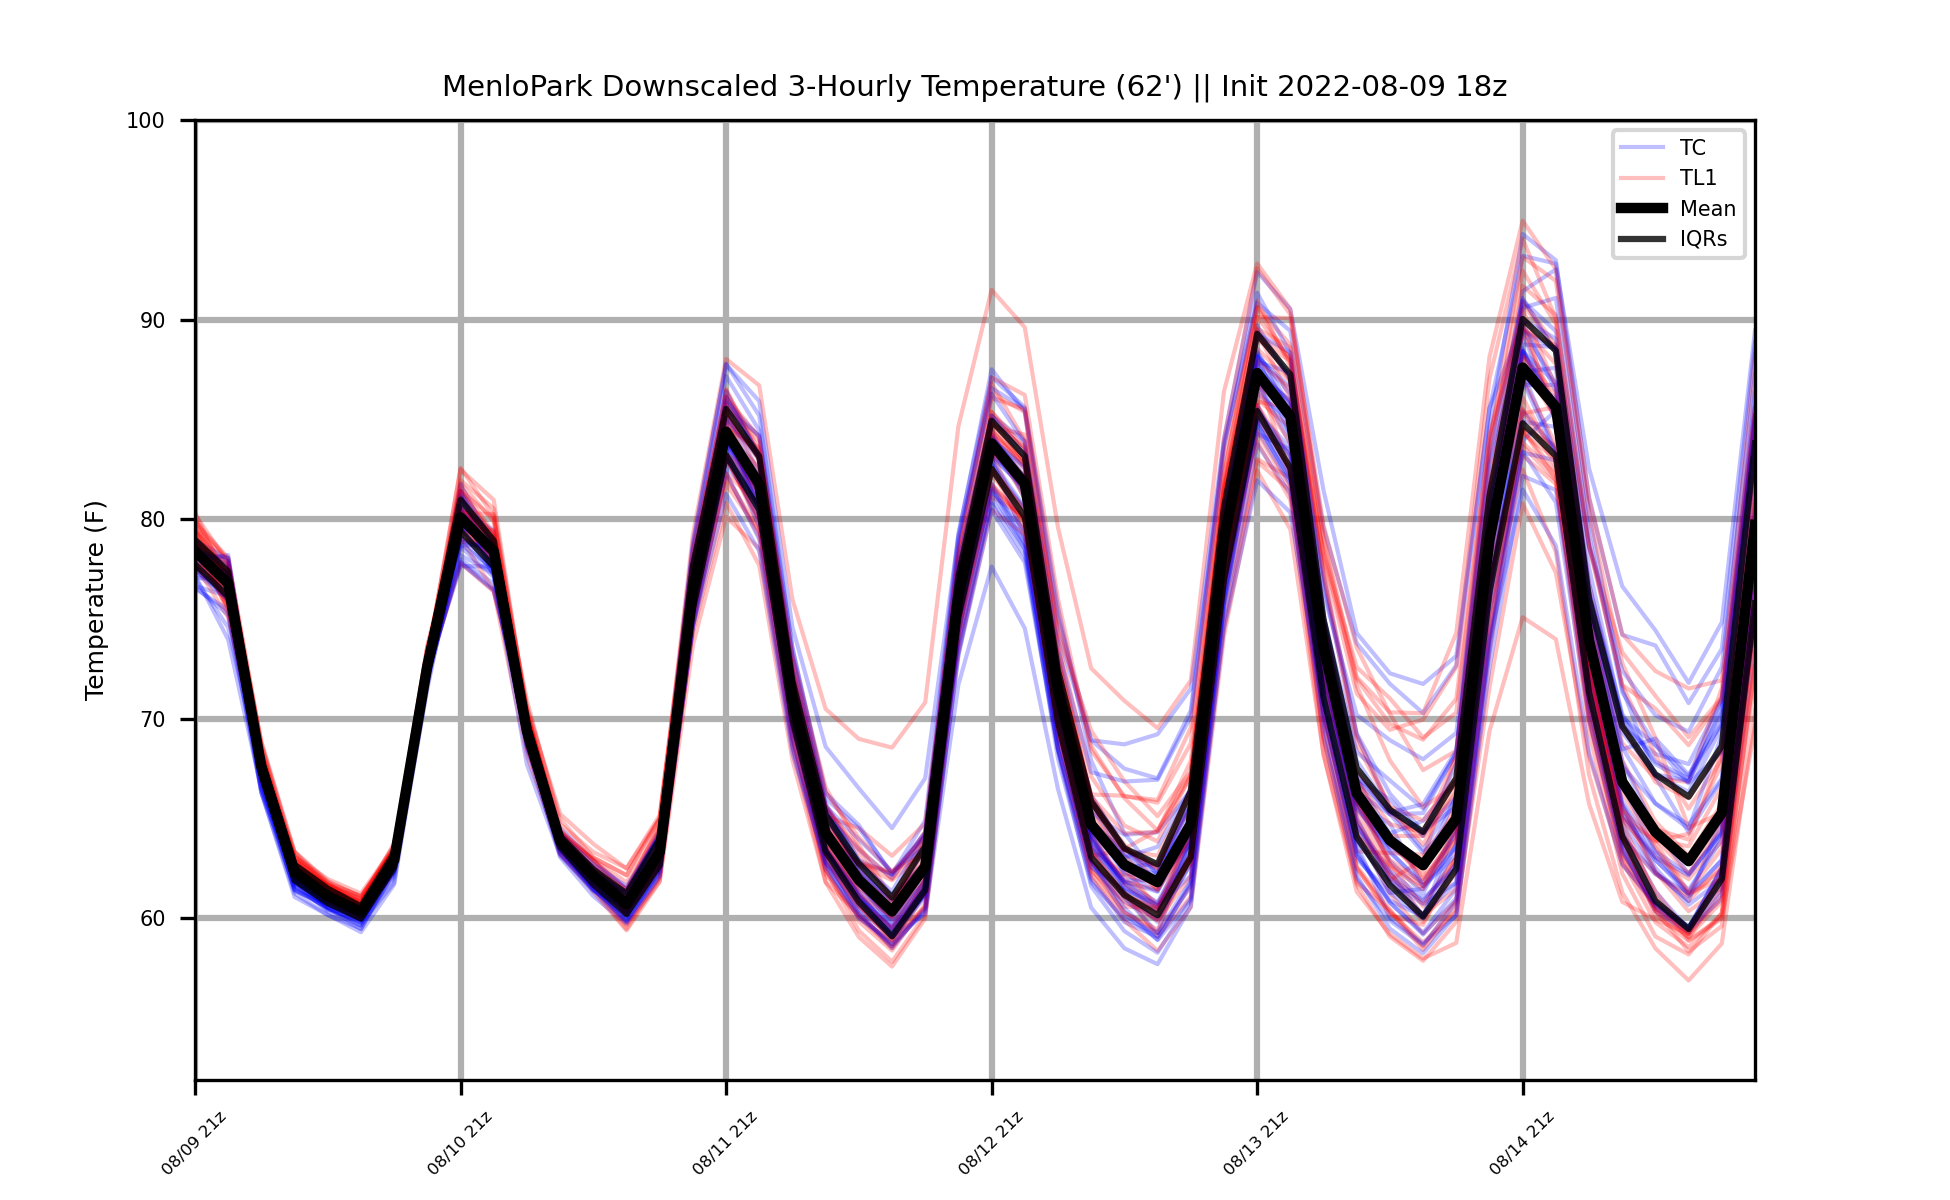 MenloPark Downscaled 3-Hourly Temperature (62') || Init 2022-08-09 18z
TC
TL1
Mean
IQRs
Temperature (F)
100
90
80
70
60
08/09 21z
08/10 21z
08/11 21z
08/12 21z
08/13 21z
08/14 21z